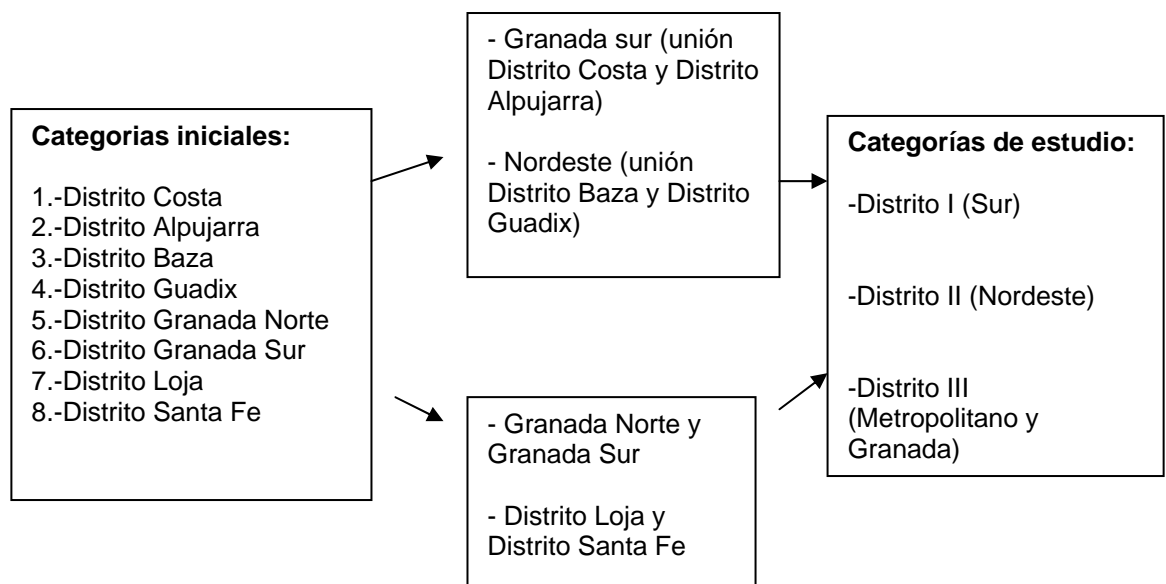 Categorias iniciales:
1.-Distrito Costa
2.-Distrito Alpujarra
3.-Distrito Baza
4.-Distrito Guadix
5.-Distrito Granada Norte
6.-Distrito Granada Sur
7.-Distrito Loja
8.-Distrito Santa Fe
- Granada sur (unión
Distrito Costa y Distrito
Alpujarra)
- Nordeste (unión
Distrito Baza y Distrito
Guadix)
- Granada Norte y
Granada Sur
- Distrito Loja y
Distrito Santa Fe
Categorías de estudio:
-Distrito I (Sur)
-Distrito II (Nordeste)
-Distrito III
(Metropolitano y
Granada)